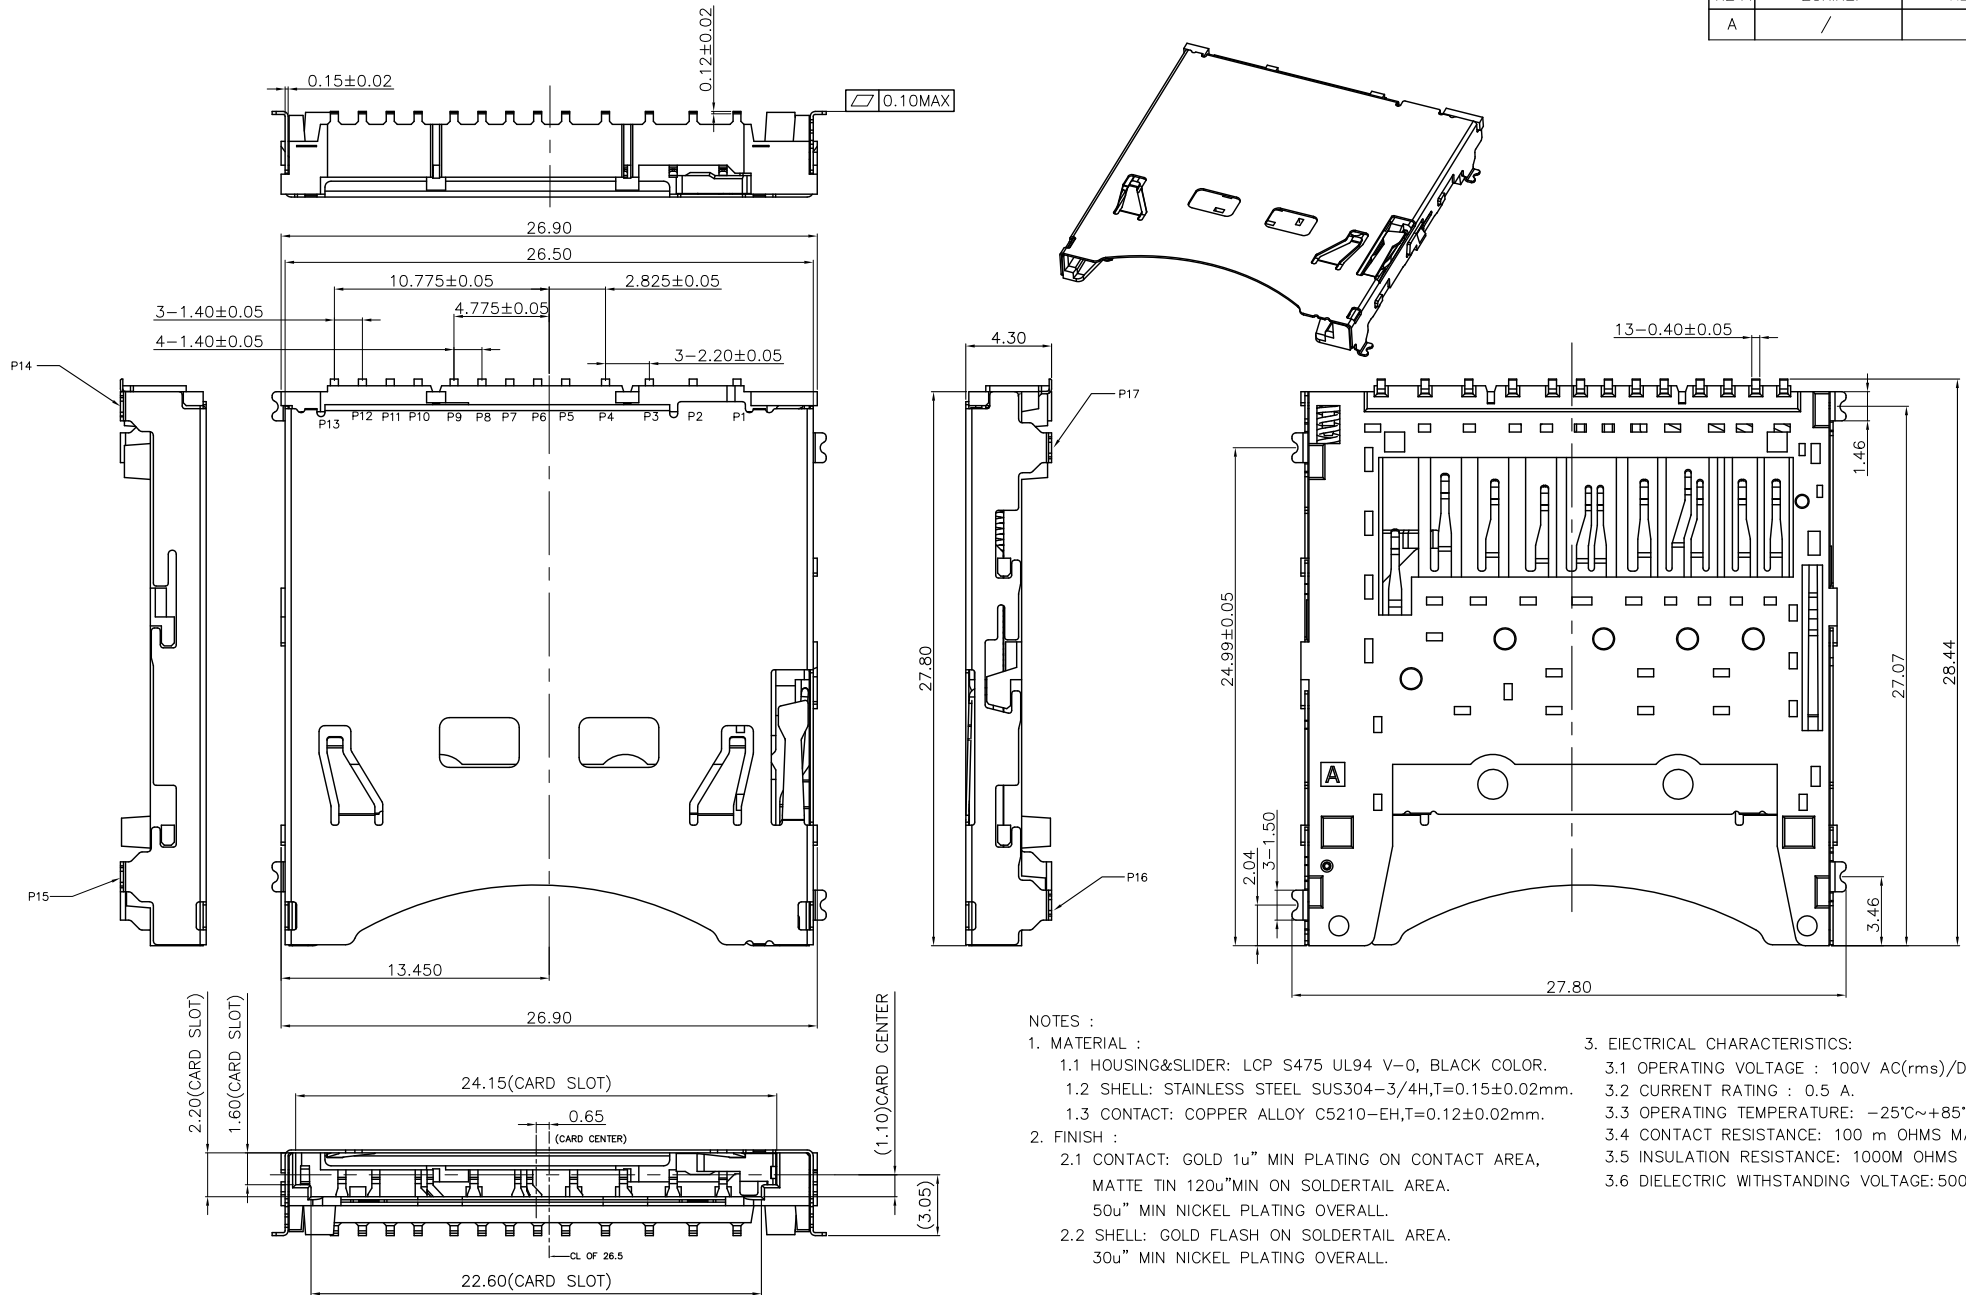 A /
0.15±0.02
0.12±0.02
0.10MAX
26.90
26.50
10.775±0.05
2.825±0.05
4.775±0.05
3-1.40±0.05
4-1.40±0.05
3-2.20±0.05
P14
P13 P12 P11 P10 P9 P8 P7 P6 P5 P4 P3 P2 P1
P15
13.450
26.90
4.30
P17
27.80
P16
13-0.40±0.05
1.46
24.99±0.05
27.07
28.44
A
2.04
3-1.50
3.46
27.80
2.20(CARD SLOT)
1.60(CARD SLOT)
24.15(CARD SLOT)
0.65
(CARD CENTER)
(1.10)CARD CENTER
(3.05)
CL OF 26.5
22.60(CARD SLOT)
NOTES :
1. MATERIAL :
1.1 HOUSING&SLIDER: LCP S475 UL94 V-0, BLACK COLOR.
1.2 SHELL: STAINLESS STEEL SUS304-3/4H,T=0.15±0.02mm.
1.3 CONTACT: COPPER ALLOY C5210-EH,T=0.12±0.02mm.
2. FINISH :
2.1 CONTACT: GOLD 1u" MIN PLATING ON CONTACT AREA,
MATTE TIN 120u"MIN ON SOLDERTAIL AREA.
50u" MIN NICKEL PLATING OVERALL.
2.2 SHELL: GOLD FLASH ON SOLDERTAIL AREA.
30u" MIN NICKEL PLATING OVERALL.
3. ElECTRICAL CHARACTERISTICS:
3.1 OPERATING VOLTAGE : 100V AC(rms)/D
3.2 CURRENT RATING : 0.5 A.
3.3 OPERATING TEMPERATURE: -25°C~+85°
3.4 CONTACT RESISTANCE: 100 m OHMS
3.5 INSULATION RESISTANCE: 1000M OHMS
3.6 DIELECTRIC WITHSTANDING VOLTAGE:500